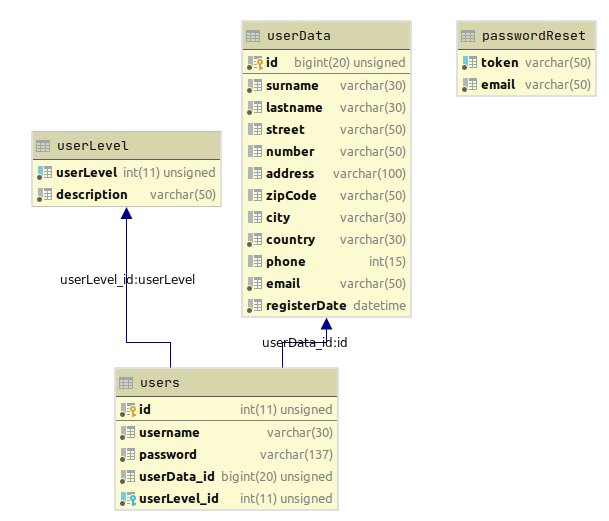 userData
id bigint(20) unsigned
surname varchar(30)
lastname varchar(30)
street varchar(50)
number varchar(50)
address varchar(100)
zipCode varchar(50)
city varchar(30)
country varchar(30)
phone int(15)
email varchar(50)
registerDate datetime
passwordReset
token varchar(50)
email varchar(50)
userLevel
userLevel int(11) unsigned
description varchar(50)
userLevel_id:userLevel
userData_id:id
users
id int(11) unsigned
username varchar(30)
password varchar(137)
userData_id bigint(20) unsigned
userLevel_id int(11) unsigned